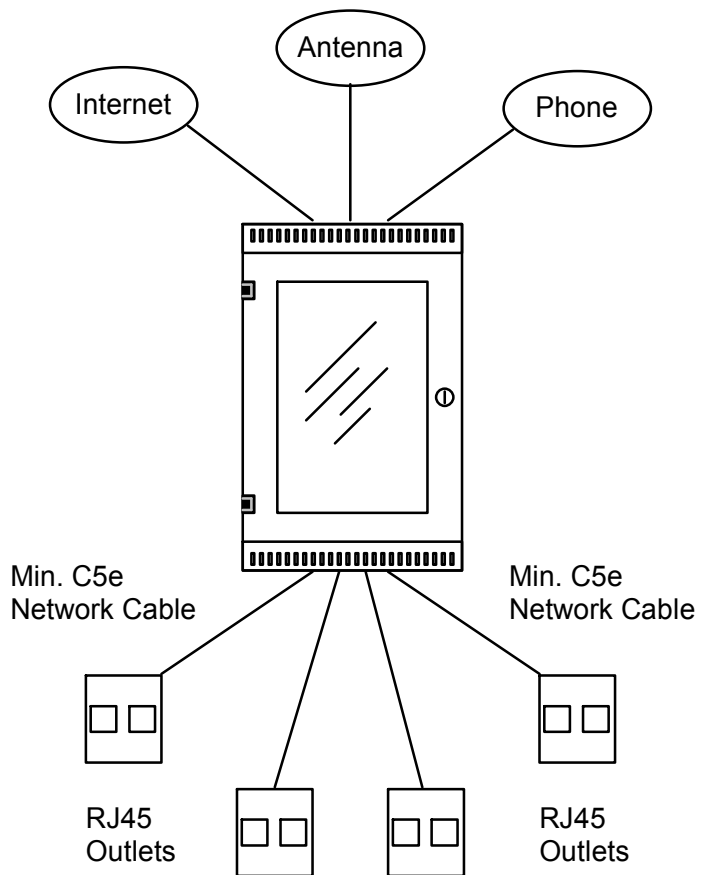 Antenna
Internet
Phone
Min. C5e
Network Cable
Min. C5e
Network Cable
RJ45
Outlets
RJ45
Outlets